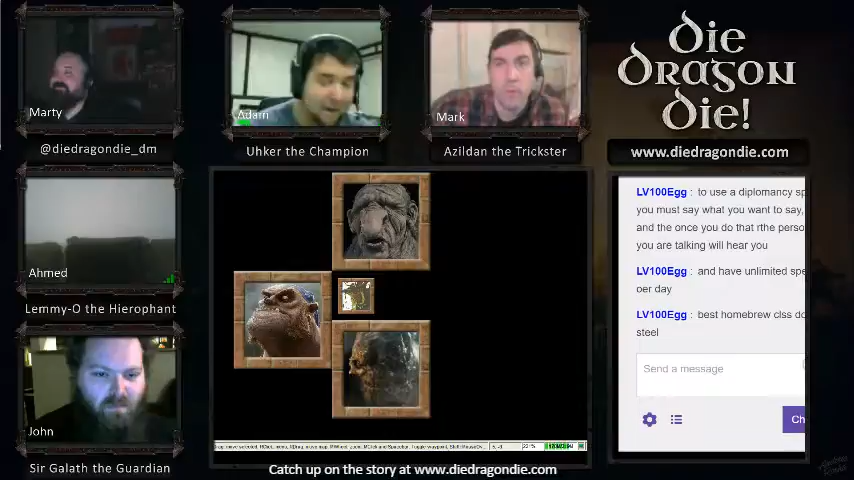 die
DRAGON
Die!
www.diedragondie.com
Marty
@diedragondie_dm
Adam
Uhker the Champion
Mark
Azildan the Trickster
Ahmed
Lemmy-O the Hierophant
John
Sir Galath the Guardian
LV100Egg : to use a diplomancy sp
you must say what you want to say,
and the once you do that rthe perso
you are talking will hear you
LV100Egg : and have unlimited spe
oer day
LV100Egg : best homebrew clss do
steel
Send a message
Ch
Catch up on the story at www.diedragondie.com